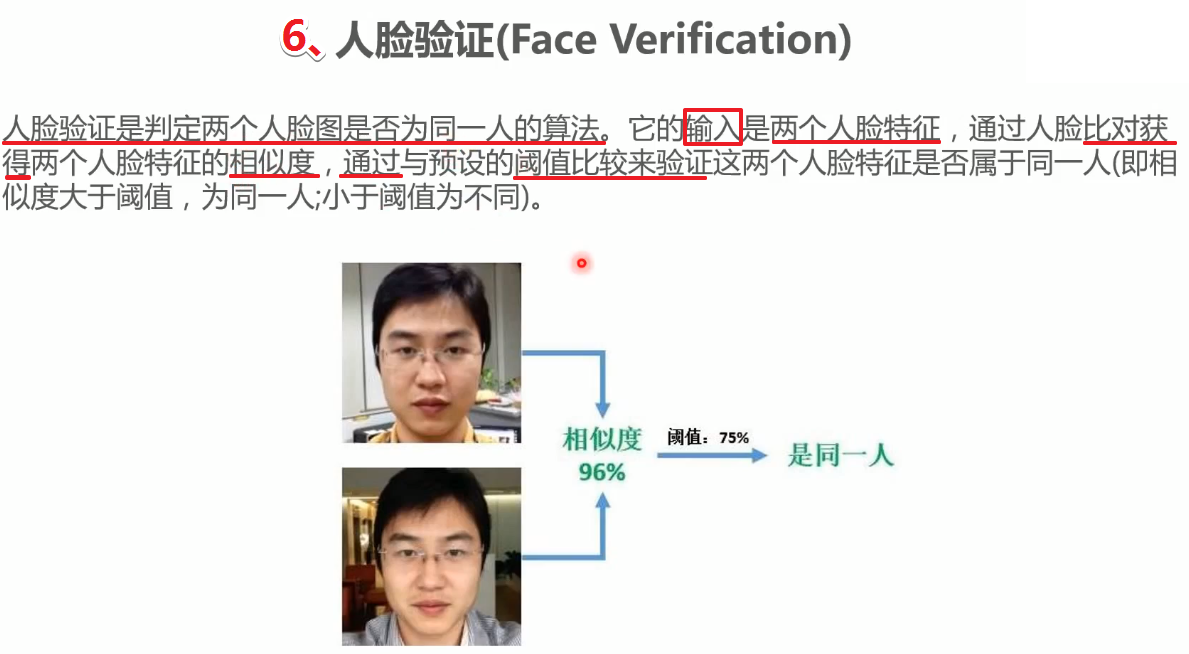 6、人脸验证(Face Verification)
人脸验证是判定两个人脸图是否为同一人的算法。它的输入是两个人脸特征，通过人脸比对获
得两个人脸特征的相似度，通过与预设的阈值比较来验证这两个人脸特征是否属于同一人(即相
似度大于阈值，为同一人;小于阈值为不同)。
相似度
96%
阈值：75%
是同一人